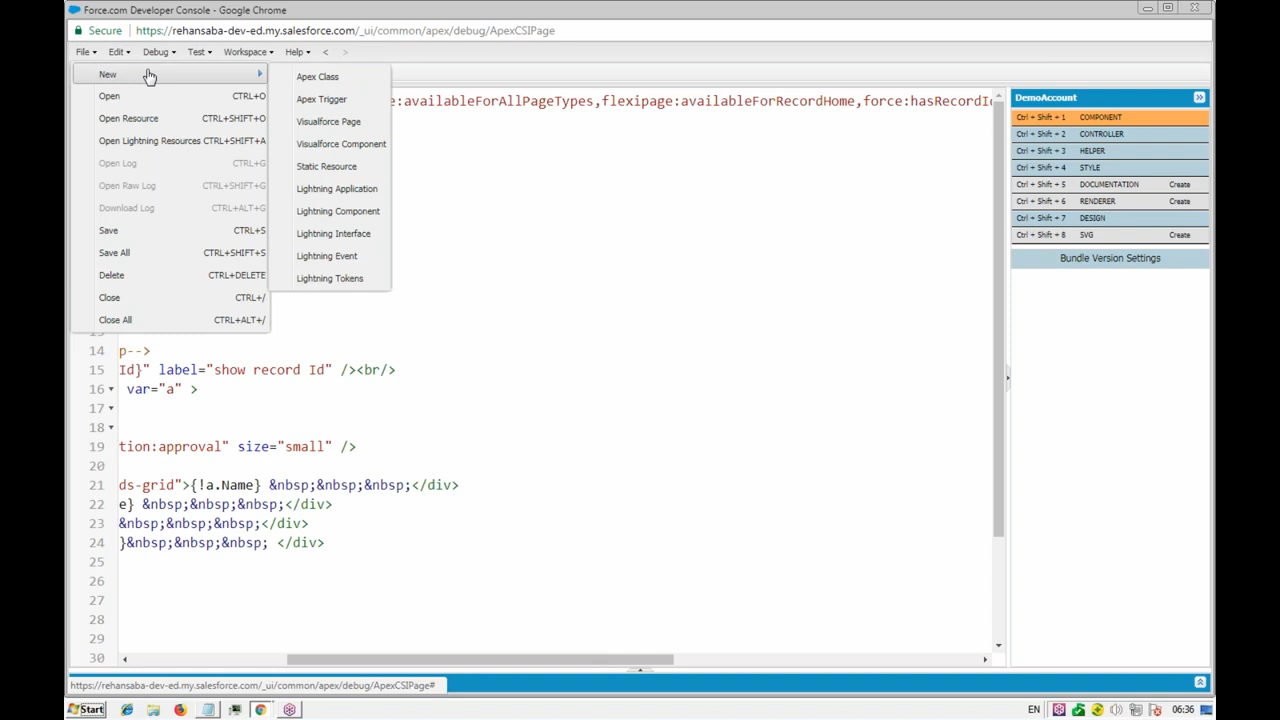 Force.com Developer Console - Google Chrome
Secure https://rehansaba-dev-ed.my.salesforce.com/_ui/common/apex/debug/ApexCSIPage
File Edit Debug Test Workspace Help < >
New
Open CTRL+O
Open Resource CTRL+SHIFT+O
Open Lightning Resources CTRL+SHIFT+A
Open Log CTRL+G
Open Raw Log CTRL+SHIFT+G
Download Log CTRL+ALT+G
Save CTRL+S
Save All CTRL+SHIFT+S
Delete CTRL+DELETE
Close CTRL+/
Close All CTRL+ALT+/
Apex Class
Apex Trigger
Visualforce Page
Visualforce Component
Static Resource
Lightning Application
Lightning Component
Lightning Interface
Lightning Event
Lightning Tokens
e:availableForAllPageTypes,flexipage:availableForRecordHome,force:hasRecordId
14 p-->
15 Id}" label="show record Id" /><br/>
16 var="a" >
17
18
19 tion:approval" size="small" />
20
21 ds-grid">{!a.Name} &nbsp;&nbsp;&nbsp;</div>
22 e} &nbsp;&nbsp;&nbsp;</div>
23 &nbsp;&nbsp;&nbsp;</div>
24 }&nbsp;&nbsp;&nbsp; </div>
25
26
27
28
29
30
DemoAccount
Ctrl + Shift + 1 COMPONENT
Ctrl + Shift + 2 CONTROLLER
Ctrl + Shift + 3 HELPER
Ctrl + Shift + 4 STYLE
Ctrl + Shift + 5 DOCUMENTATION Create
Ctrl + Shift + 6 RENDERER Create
Ctrl + Shift + 7 DESIGN
Ctrl + Shift + 8 SVG Create
Bundle Version Settings
https://rehansaba-dev-ed.my.salesforce.com/_ui/common/apex/debug/ApexCSIPage#
Start EN 06:36